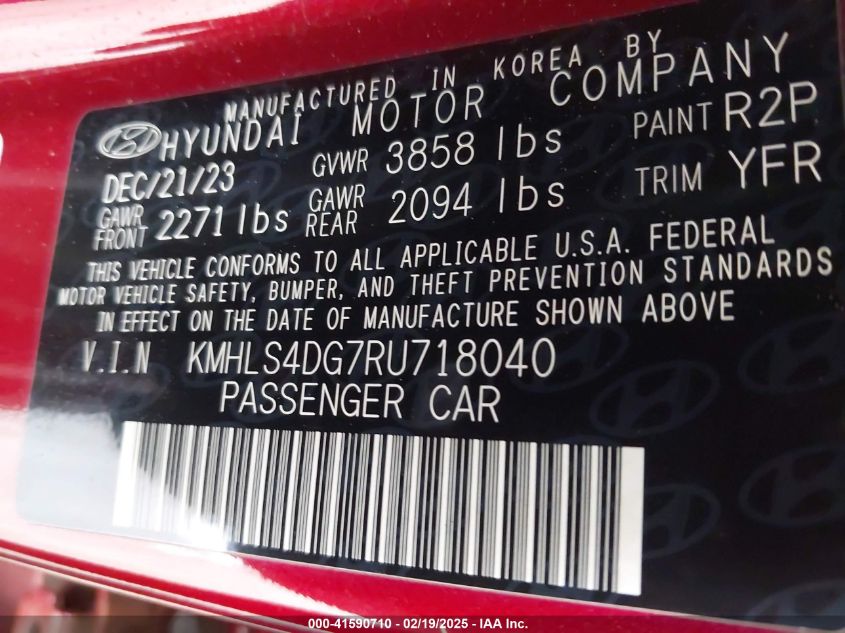 MANUFACTURED IN KOREA BY
HYUNDAI MOTOR COMPANY
DEC/21/23 GVWR 3858 lbs PAINT R2P
GAWR FRONT 2271 lbs GAWR REAR 2094 lbs TRIM YFR
THIS VEHICLE CONFORMS TO ALL APPLICABLE U.S.A. FEDERAL
MOTOR VEHICLE SAFETY, BUMPER, AND THEFT PREVENTION STANDARDS
IN EFFECT ON THE DATE OF MANUFACTURE SHOWN ABOVE
V.I.N KMHLS4DG7RU718040
PASSENGER CAR
000-41590710 - 02/19/2025 - IAA Inc.